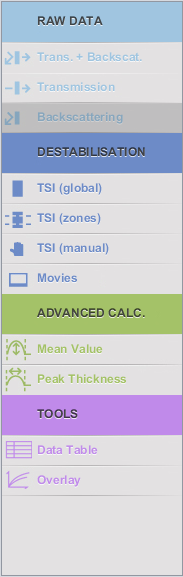 RAW DATA
Trans. + Backscat.
Transmission
Backscattering
DESTABILISATION
TSI (global)
TSI (zones)
TSI (manual)
Movies
ADVANCED CALC.
Mean Value
Peak Thickness
TOOLS
Data Table
Overlay